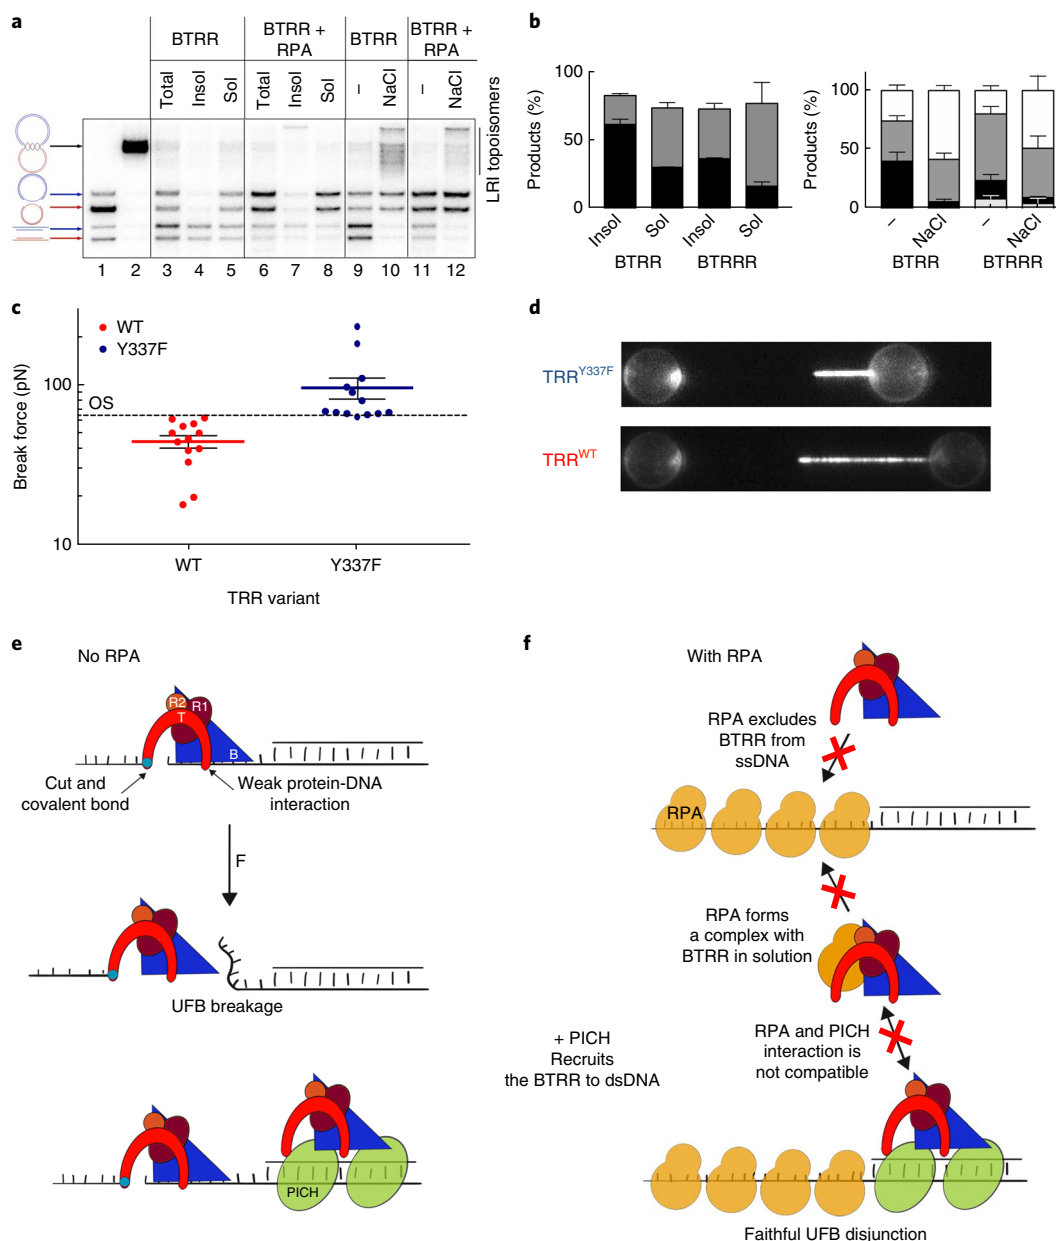 a
BTRR
BTRR +
RPA
BTRR
BTRR +
RPA
Total
Insol
Sol
Total
Insol
Sol
–
NaCl
–
NaCl
LRI topoisomers
1 2 3 4 5 6 7 8 9 10 11 12
b
Products (%)
100
50
0
Insol
Sol
Insol
Sol
BTRR
BTRRR
Products (%)
100
50
0
–
NaCl
–
NaCl
BTRR
BTRRR
c
WT
Y337F
Break force (pN)
100
OS
10
WT
Y337F
TRR variant
d
TRR^Y337F
TRR^WT
e
No RPA
R2
R1
T
B
Cut and
covalent bond
Weak protein-DNA
interaction
F
UFB breakage
PICH
f
With RPA
RPA excludes
BTRR from
ssDNA
RPA
RPA forms
a complex with
BTRR in solution
+ PICH
Recruits
the BTRR to dsDNA
RPA and PICH
interaction is
not compatible
Faithful UFB disjunction